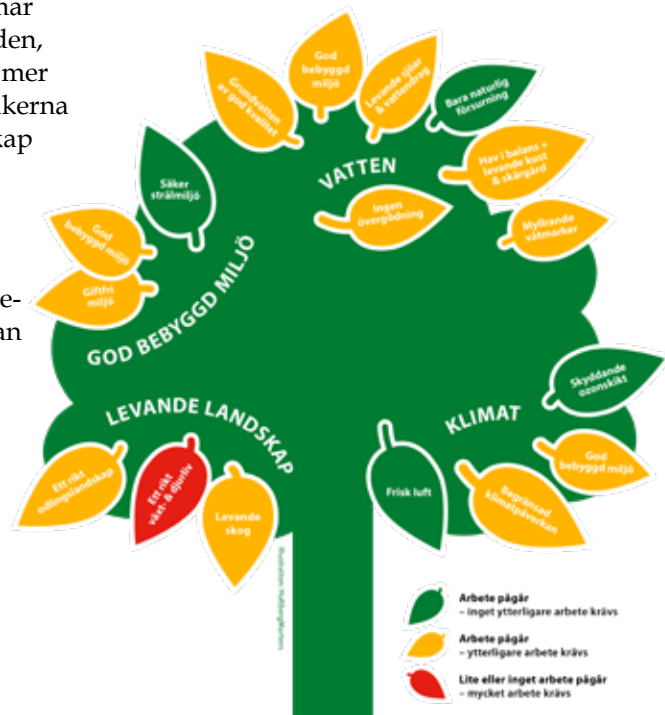 den,
mer
kerna
kap
e-
an
Grundvatten
av god kvalitet
God
bebyggd
miljö
Levande sjöar
& vattendrag
Bara naturlig
försurning
Hav i balans +
levande kust
& skärgård
Myllrande
våtmarker
Ingen
övergödning
VATTEN
Säker
strålmiljö
God
bebyggd miljö
Giftfri
miljö
GOD BEBYGGD MILJÖ
LEVANDE LANDSKAP
Ett rikt
odlingslandskap
Ett rikt
växt- & djurliv
Levande
skog
KLIMAT
Skyddande
ozonskikt
God
bebyggd miljö
Begränsad
klimatpåverkan
Frisk luft
Arbete pågår
– inget ytterligare arbete krävs
Arbete pågår
– ytterligare arbete krävs
Lite eller inget arbete pågår
– mycket arbete krävs